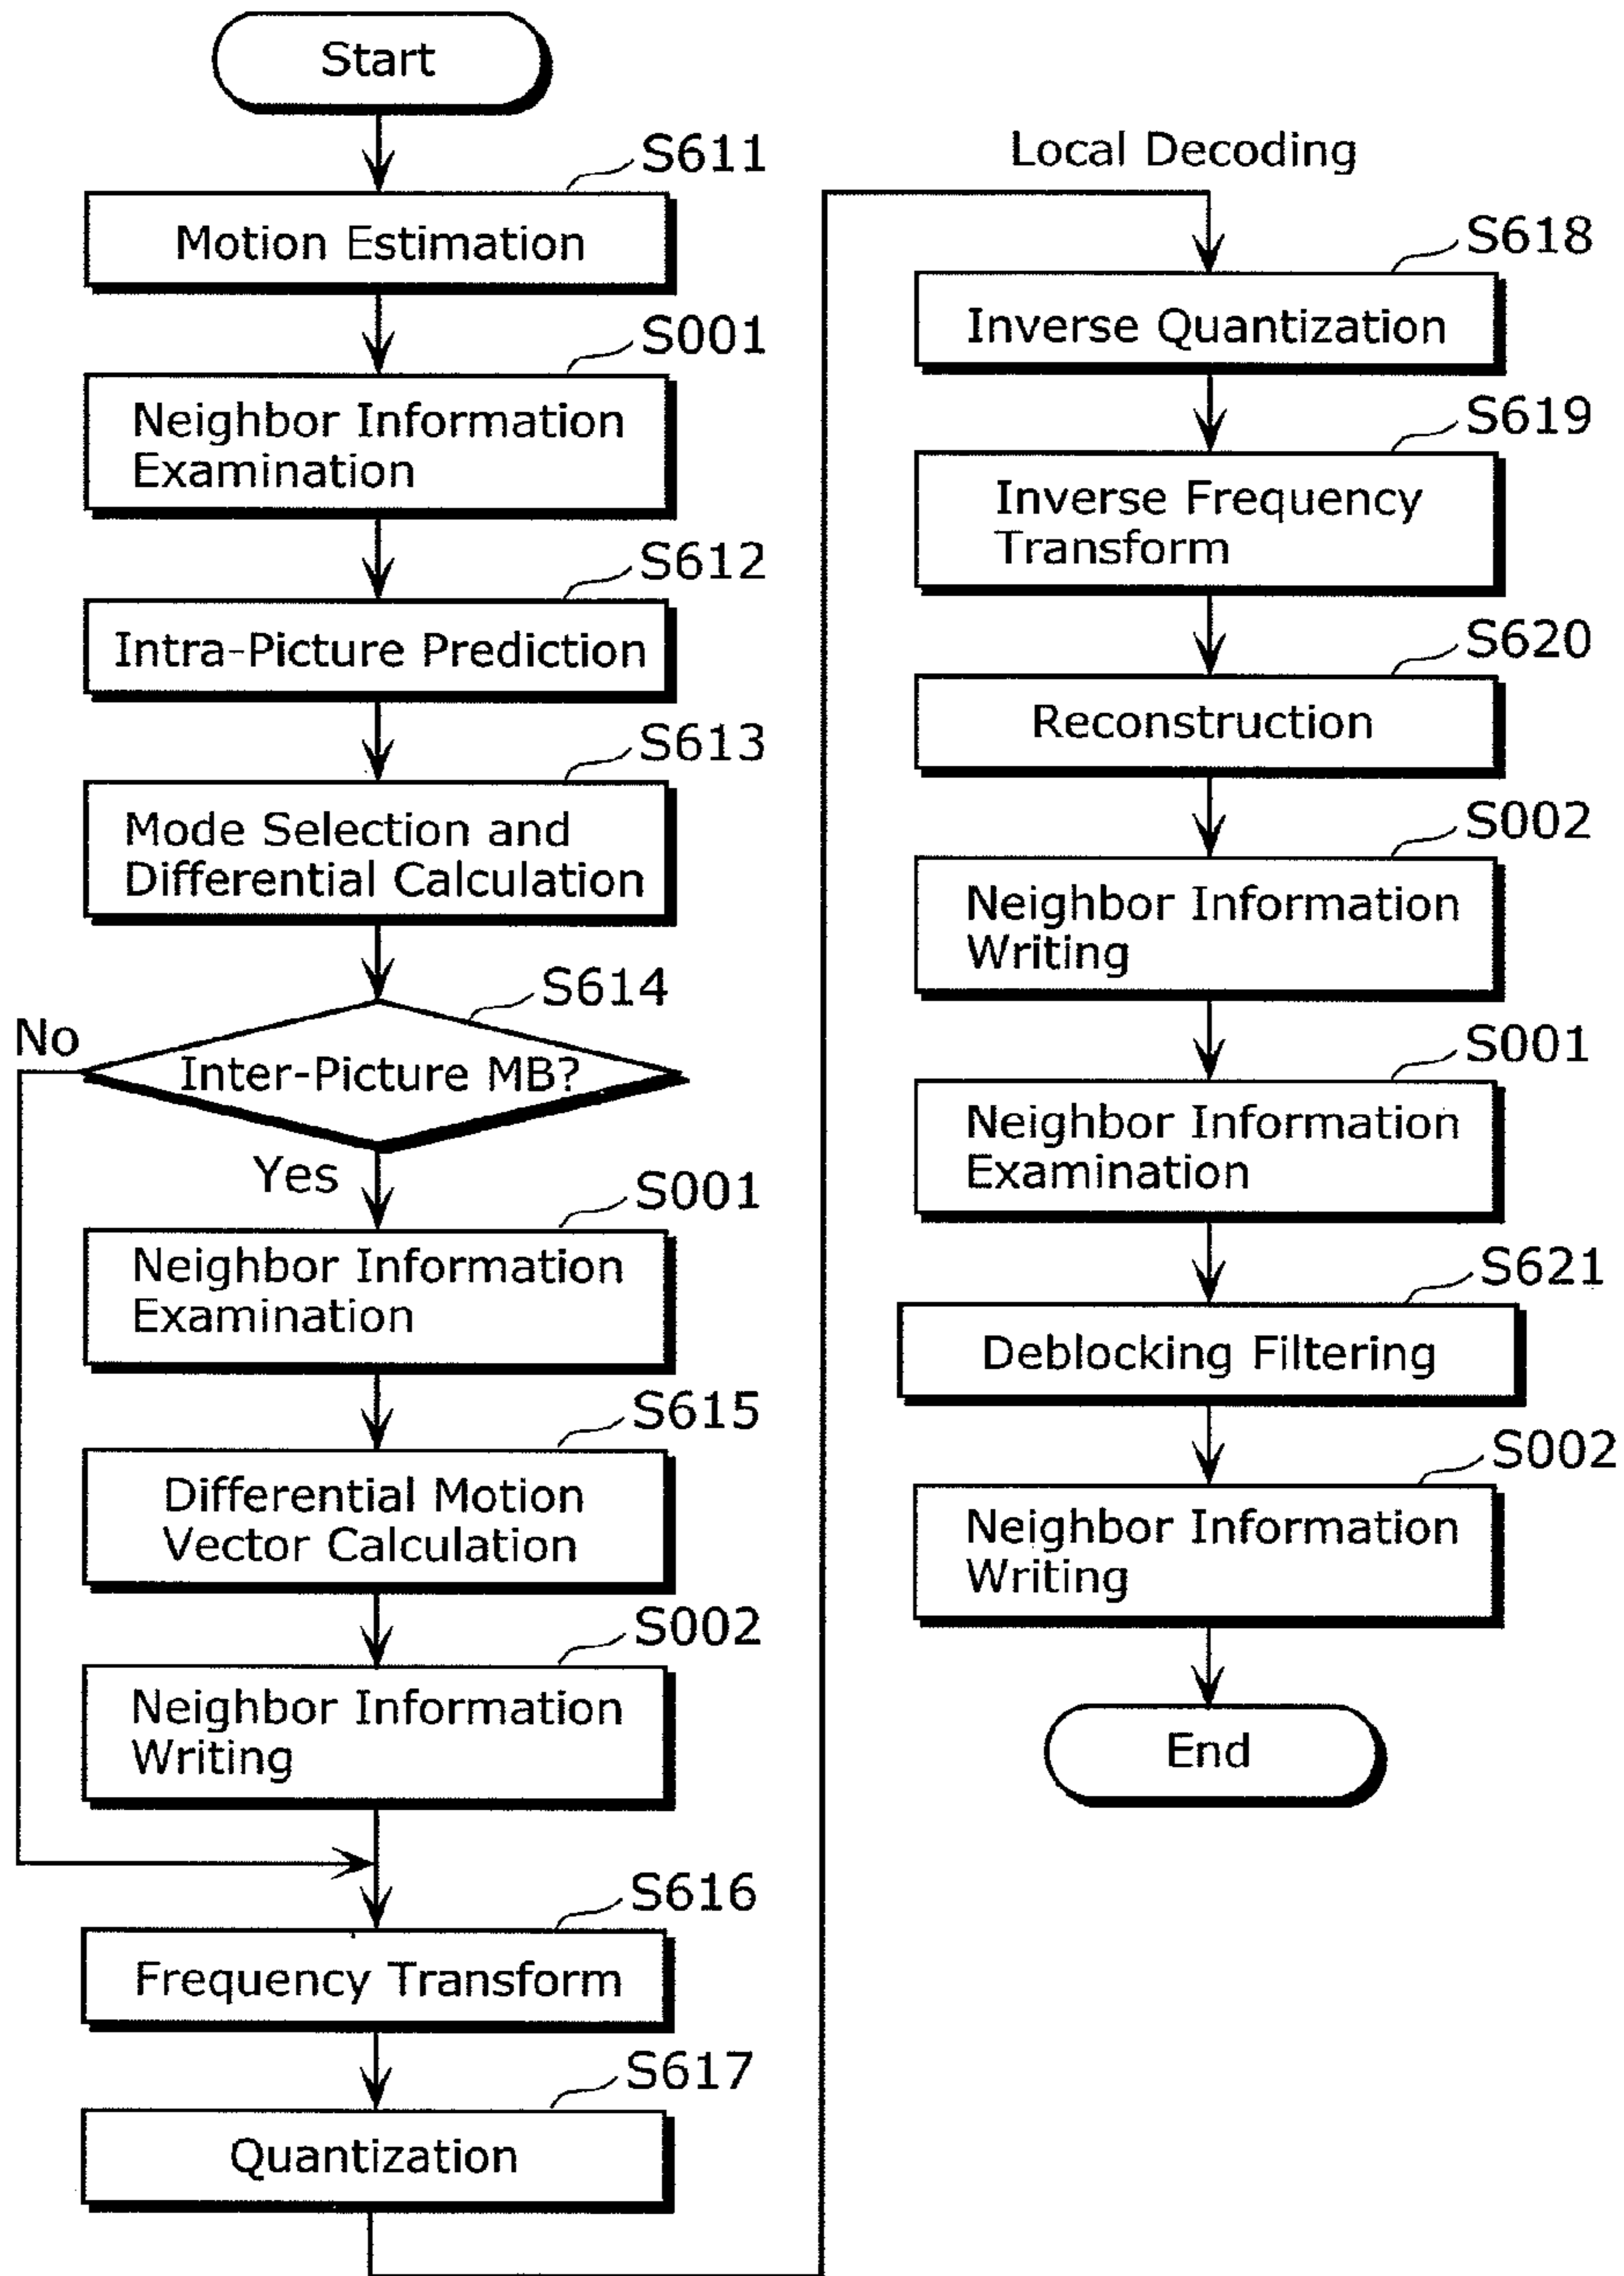 Start
S611
Motion Estimation
S001
Neighbor Information
Examination
S612
Intra-Picture Prediction
S613
Mode Selection and
Differential Calculation
S614
No
Inter-Picture MB?
Yes
S001
Neighbor Information
Examination
S615
Differential Motion
Vector Calculation
S002
Neighbor Information
Writing
S616
Frequency Transform
S617
Quantization
Local Decoding
S618
Inverse Quantization
S619
Inverse Frequency
Transform
S620
Reconstruction
S002
Neighbor Information
Writing
S001
Neighbor Information
Examination
S621
Deblocking Filtering
S002
Neighbor Information
Writing
End